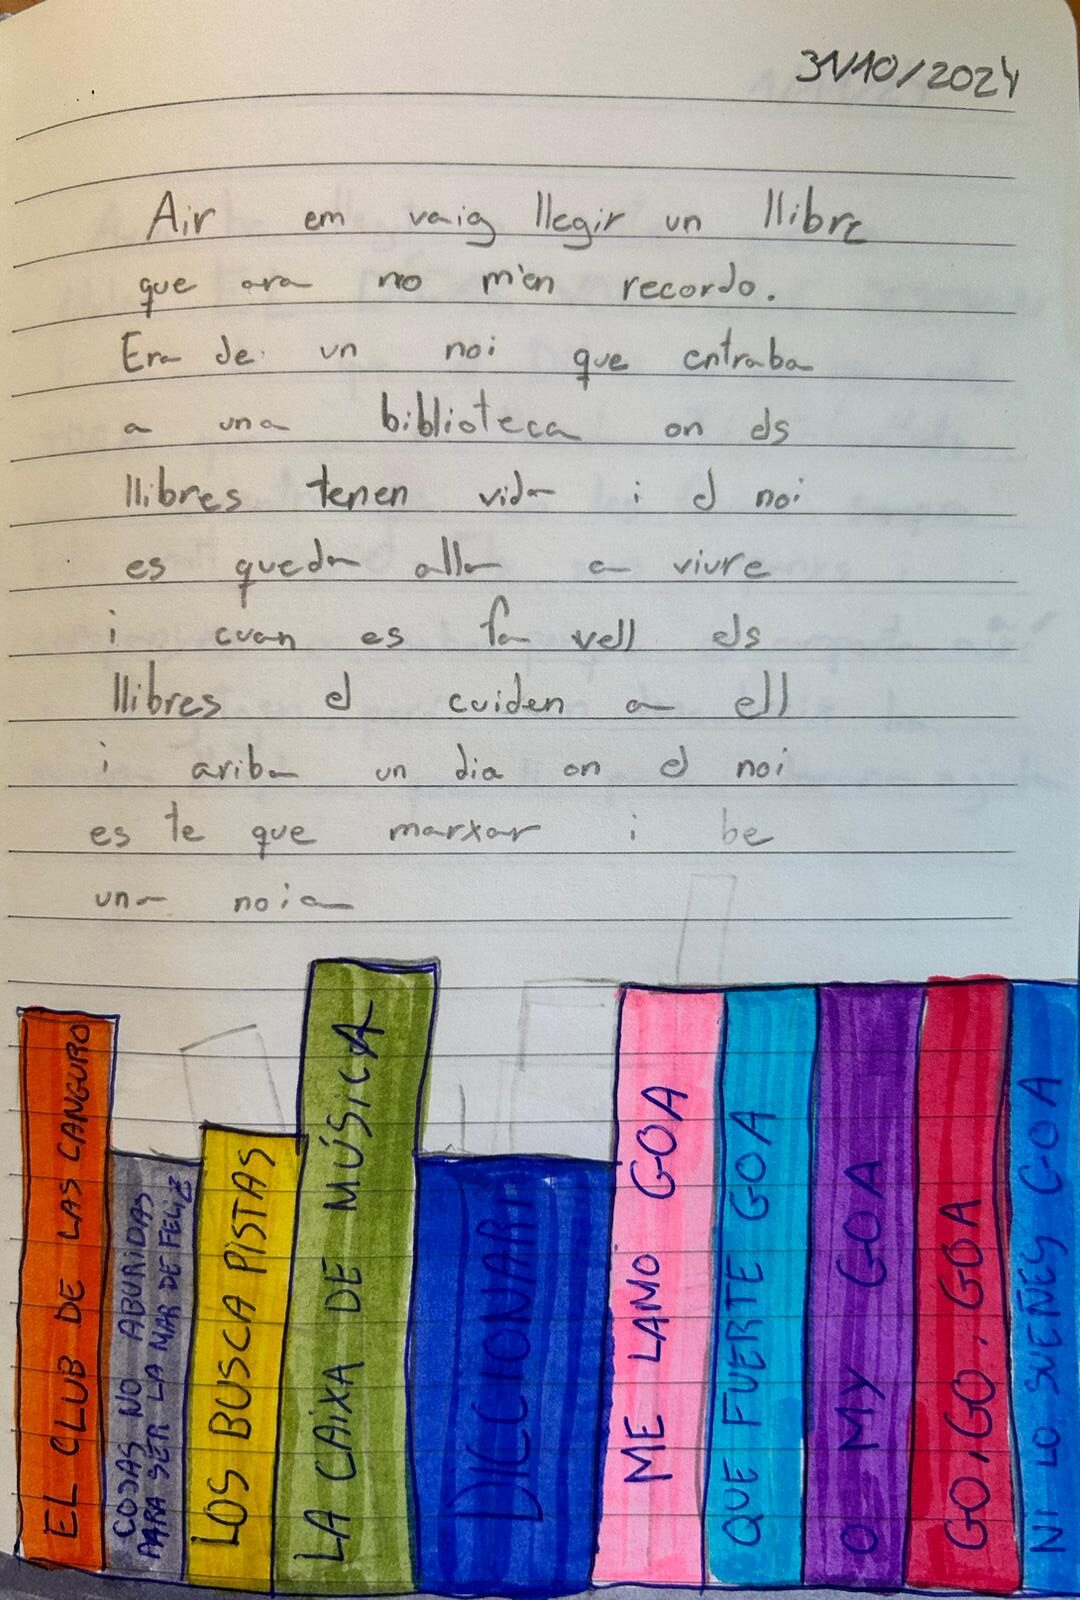 31/10/2024
Air em vaig llegir un llibre
que ara no m'en recordo.
Era de un noi que entraba
a una biblioteca on els
llibres tenen vida i el noi
es queda alla a viure
i cuan es fa vell els
llibres el cuiden a ell
i ariba un dia on el noi
es te que marxar i be
una noia
EL CLUB DE LAS CANGURO
COSAS NO ABURIDAS
PARA SER LA MAR DE FELIZ
LOS BUSCA PISTAS
LA CAIXA DE MÚSICA
DICCIONARI
ME LAMO GOA
QUE FUERTE GOA
O MY GOA
GO, GO, GOA
NI LO SUEÑES GOA